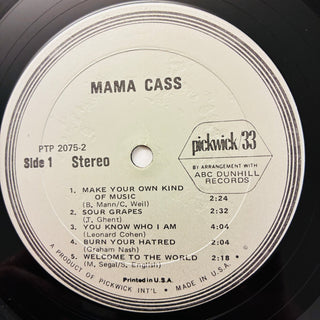 MAMA CASS
PTP 2075-2
Side 1 Stereo
pickwick/33
BY ARRANGEMENT WITH
ABC DUNHILL
RECORDS
1. MAKE YOUR OWN KIND
OF MUSIC
(B. Mann/C. Weil) 2:24
2. SOUR GRAPES 2:32
(T. Ghent)
3. YOU KNOW WHO I AM 4:04
(Leonard Cohen)
4. BURN YOUR HATRED 2:04
(Graham Nash)
5. WELCOME TO THE WORLD 2:18
(M. Segal/S. English)
Printed in U.S.A.
A PRODUCT OF PICKWICK INT'L • MADE IN U.S.A.